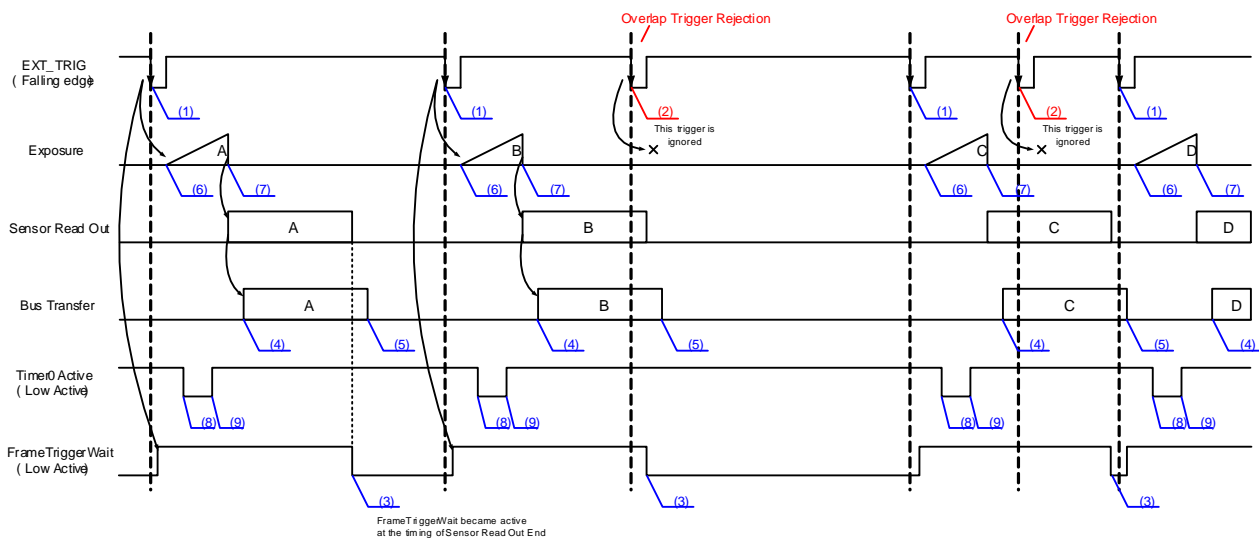 Overlap Trigger Rejection
Overlap Trigger Rejection
EXT_TRIG
( Falling edge)
(1)
(1)
(2)
(1)
(2)
(1)
This trigger is
ignored
This trigger is
ignored
Exposure
A
B
C
D
(6)
(7)
(6)
(7)
(6)
(7)
(6)
(7)
Sensor Read Out
A
B
C
D
Bus Transfer
A
B
C
D
(4)
(5)
(4)
(5)
(4)
(5)
(4)
Timer0 Active
( Low Active)
(8)
(9)
(8)
(9)
(8)
(9)
(8)
(9)
FrameTriggerWait
( Low Active)
(3)
(3)
(3)
FrameTriggerWait became active
at the timing of Sensor Read Out End